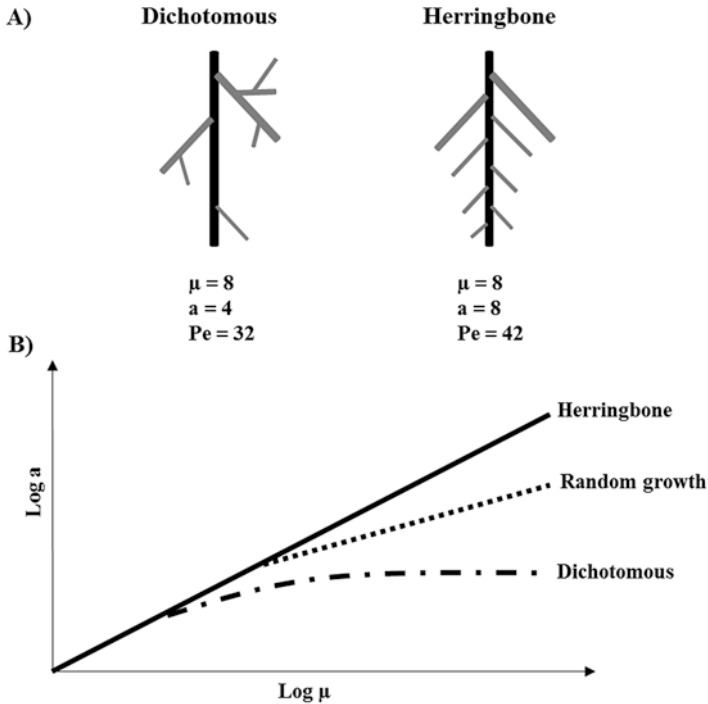 A)
Dichotomous
Herringbone
μ = 8
a = 4
Pe = 32
μ = 8
a = 8
Pe = 42
B)
Herringbone
Random growth
Dichotomous
Log a
Log μ